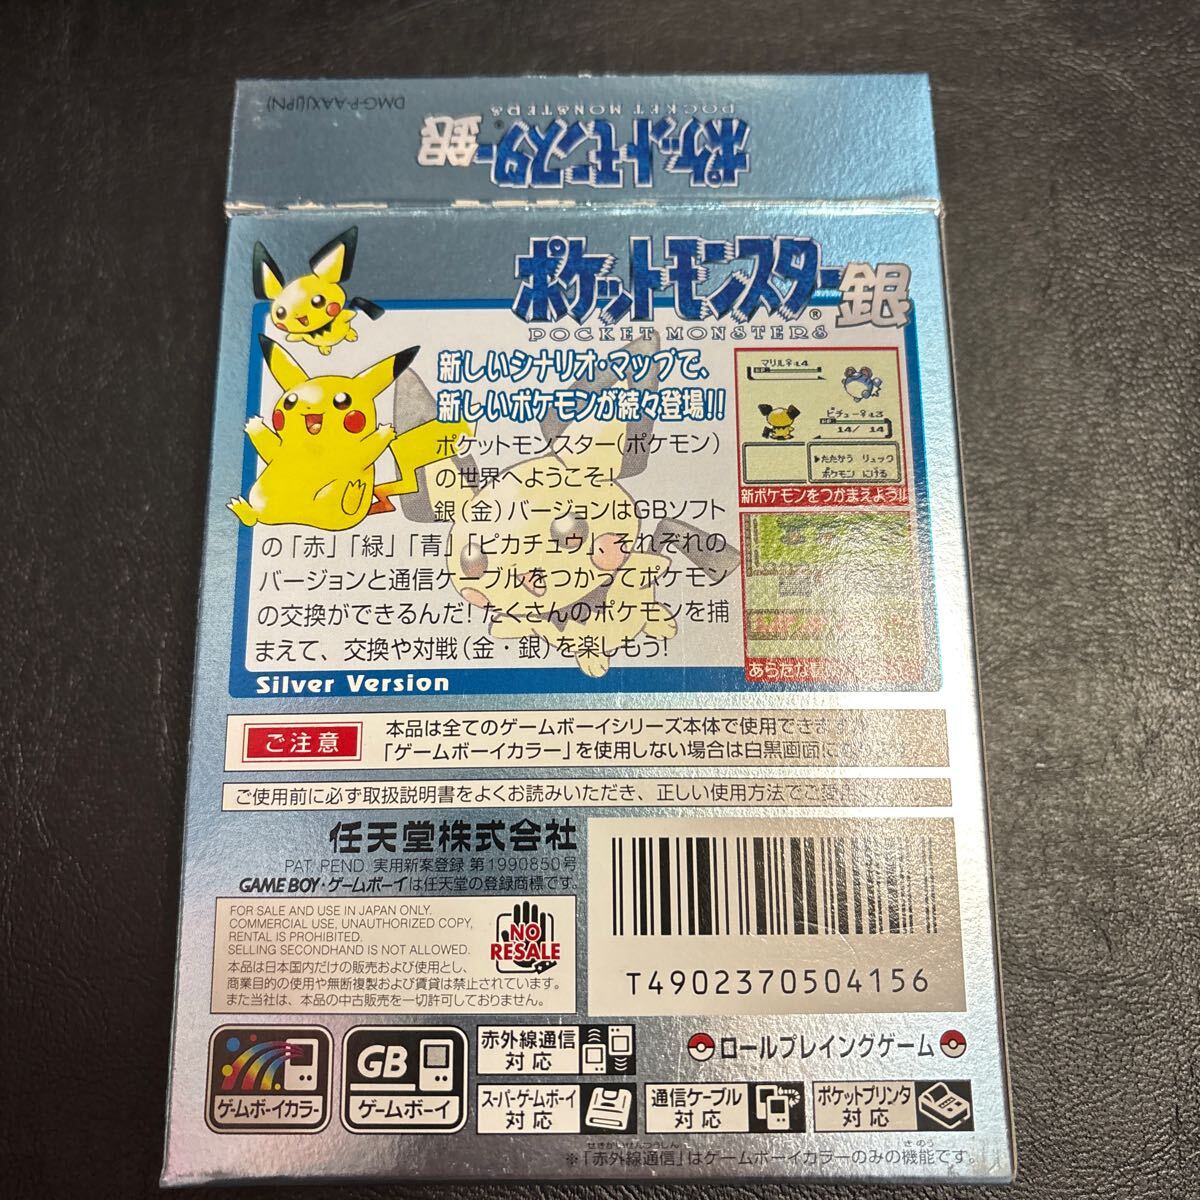 DMG-P-AAXJ(JPN)
ポケットモンスター銀
POCKET MONSTERS
ポケットモンスター銀
POCKET MONSTERS
新しいシナリオ・マップで、
新しいポケモンが続々登場!!
ポケットモンスター(ポケモン)
の世界へようこそ!
銀(金)バージョンはGBソフト
の「赤」「緑」「青」「ピカチュウ」、それぞれの
バージョンと通信ケーブルをつかってポケモン
の交換ができるんだ!たくさんのポケモンを捕
まえて、交換や対戦(金・銀)を楽しもう!
Silver Version
マリル♀
ピチュー♀
14/ 14
▶たたかう リュック
ポケモン にげる
新ポケモンをつかまえよう!!
あらたな
ご注意
本品は全てのゲームボーイシリーズ本体で使用できます
「ゲームボーイカラー」を使用しない場合は白黒画面に
ご使用前に必ず取扱説明書をよくお読みいただき、正しい使用方法でご愛
任天堂株式会社
PAT. PEND. 実用新案登録 第1990850号
GAME BOY・ゲームボーイは任天堂の登録商標です。
FOR SALE AND USE IN JAPAN ONLY.
COMMERCIAL USE, UNAUTHORIZED COPY,
RENTAL IS PROHIBITED.
SELLING SECONDHAND IS NOT ALLOWED.
本品は日本国内だけの販売および使用とし、
商業目的の使用や無断複製および賃貸は禁止されています。
また当社は、本品の中古販売を一切許可しておりません。
NO
RESALE
T4902370504156
ゲームボーイカラー
GB
ゲームボーイ
赤外線通信
対応
ロールプレイングゲーム
スーパーゲームボーイ
対応
通信ケーブル
対応
ポケットプリンタ
対応
※「赤外線通信」はゲームボーイカラーのみの機能です。